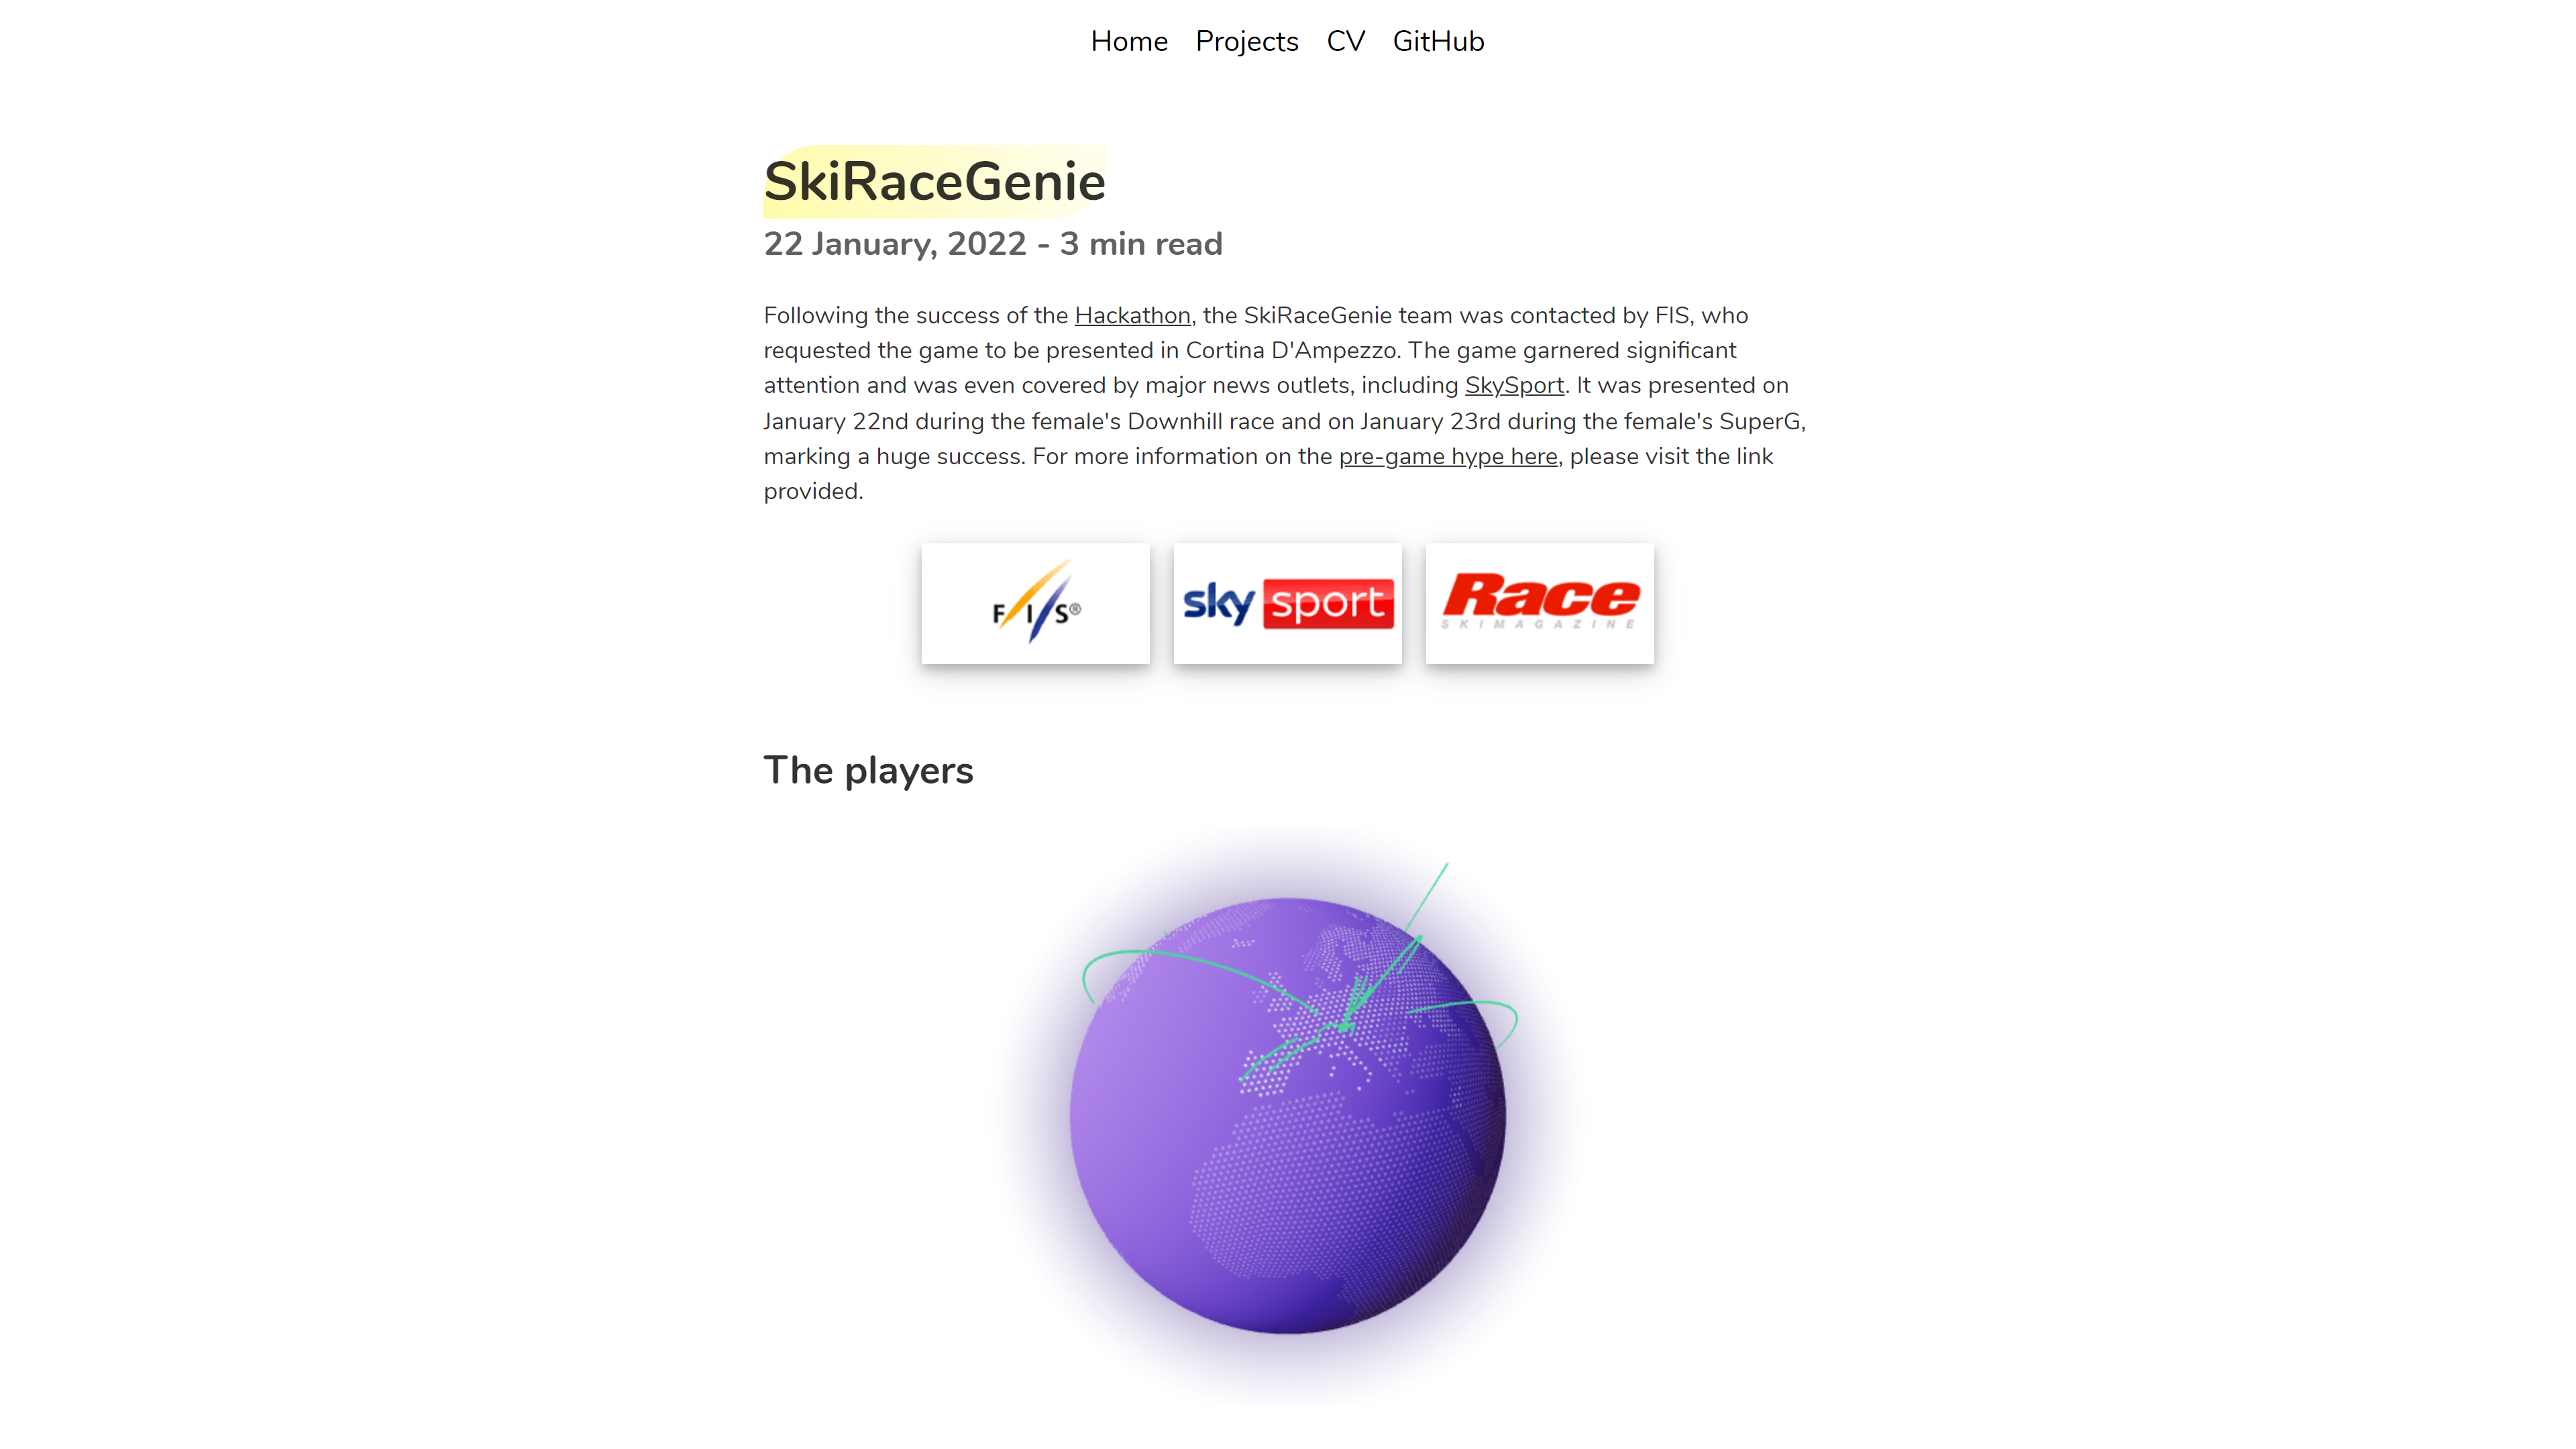 Home Projects CV GitHub
SkiRaceGenie
22 January, 2022 - 3 min read
Following the success of the Hackathon, the SkiRaceGenie team was contacted by FIS, who
requested the game to be presented in Cortina D'Ampezzo. The game garnered significant
attention and was even covered by major news outlets, including SkySport. It was presented on
January 22nd during the female's Downhill race and on January 23rd during the female's SuperG,
marking a huge success. For more information on the pre-game hype here, please visit the link
provided.
FIS®
sky sport
Race
SKIMAGAZINE
The players